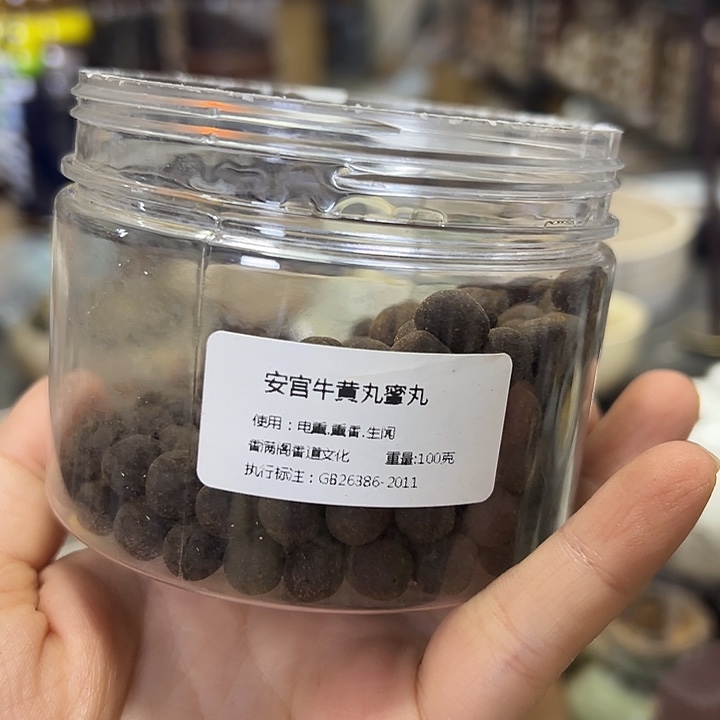 安宫牛黄丸蜜丸
使用：电熏.熏香.生闻
香满阁香道文化 重量:100克
执行标注：GB26386-2011